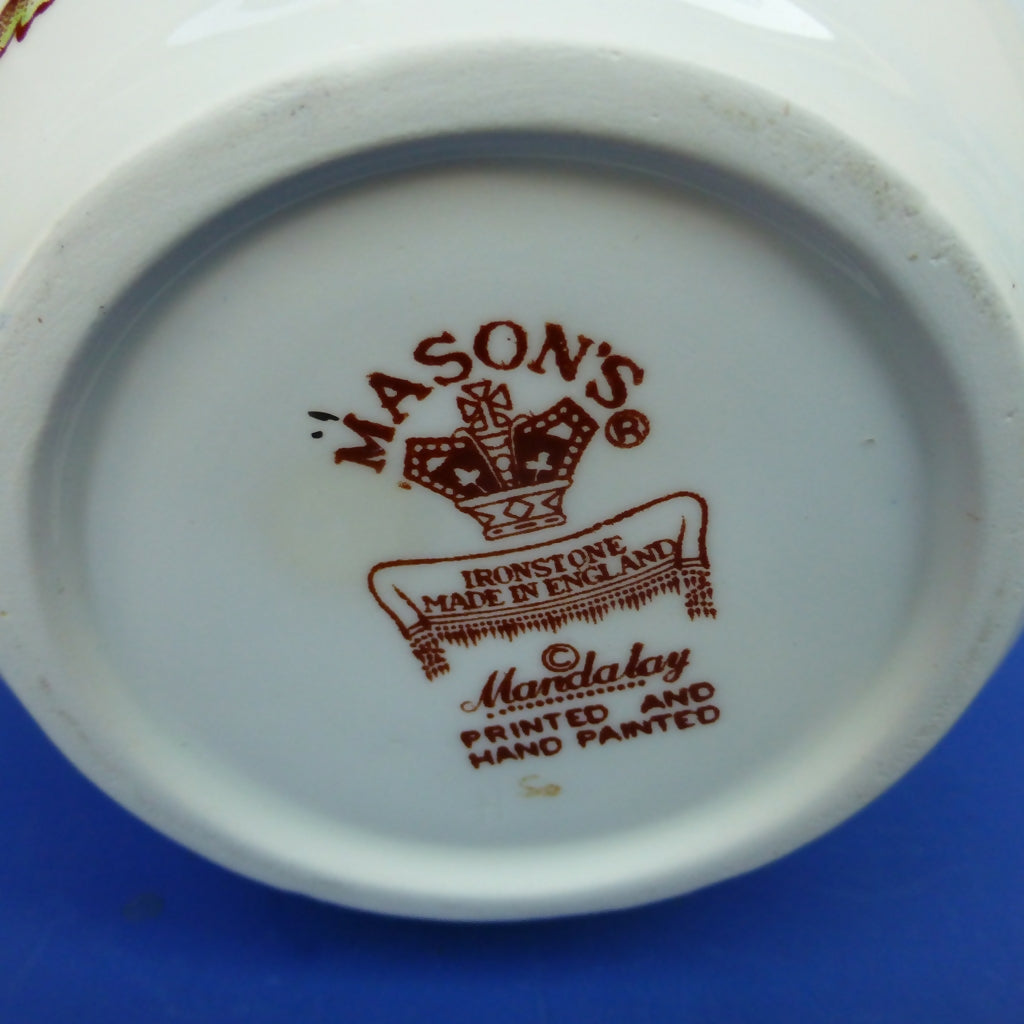 MASON'S
®
IRONSTONE
MADE IN ENGLAND
©
Mandalay
PRINTED AND
HAND PAINTED